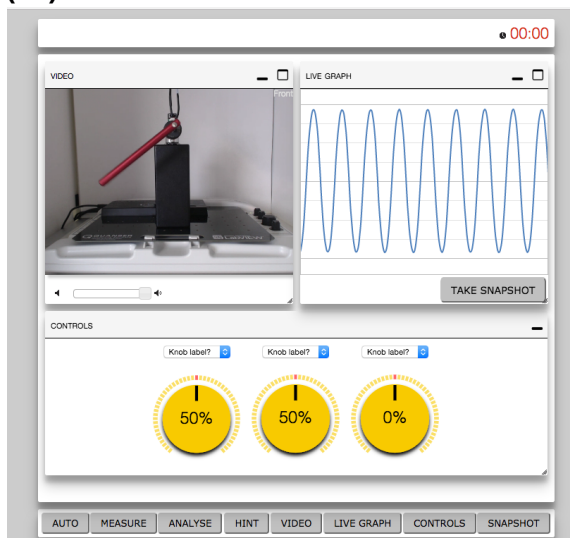 00:00
VIDEO
LIVE GRAPH
Front
TAKE SNAPSHOT
CONTROLS
Knob label? Knob label? Knob label?
50% 50% 0%
AUTO MEASURE ANALYSE HINT VIDEO LIVE GRAPH CONTROLS SNAPSHOT